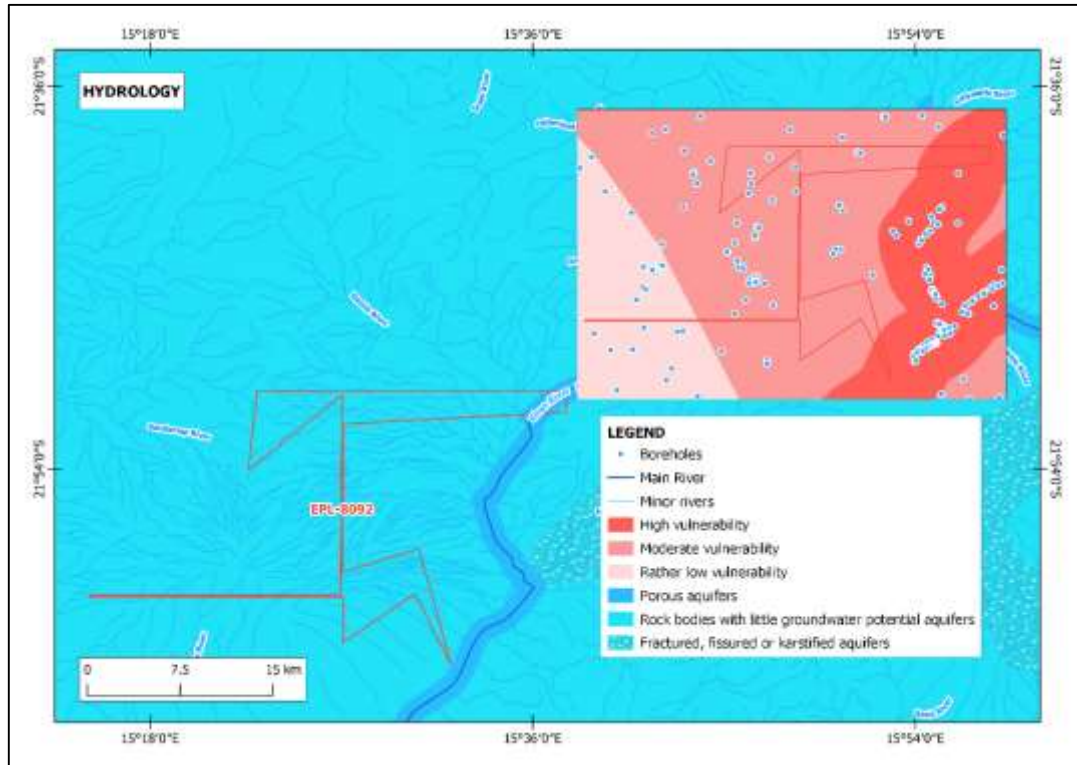 15°18'0"E
15°36'0"E
15°54'0"E
21°36'0"S
21°36'0"S
HYDROLOGY
21°54'0"S
21°54'0"S
EPL-8092
LEGEND
Boreholes
Main River
Minor rivers
High vulnerability
Moderate vulnerability
Rather low vulnerability
Porous aquifers
Rock bodies with little groundwater potential aquifers
Fractured, fissured or karstified aquifers
River
0
7.5
15 km
15°18'0"E
15°36'0"E
15°54'0"E